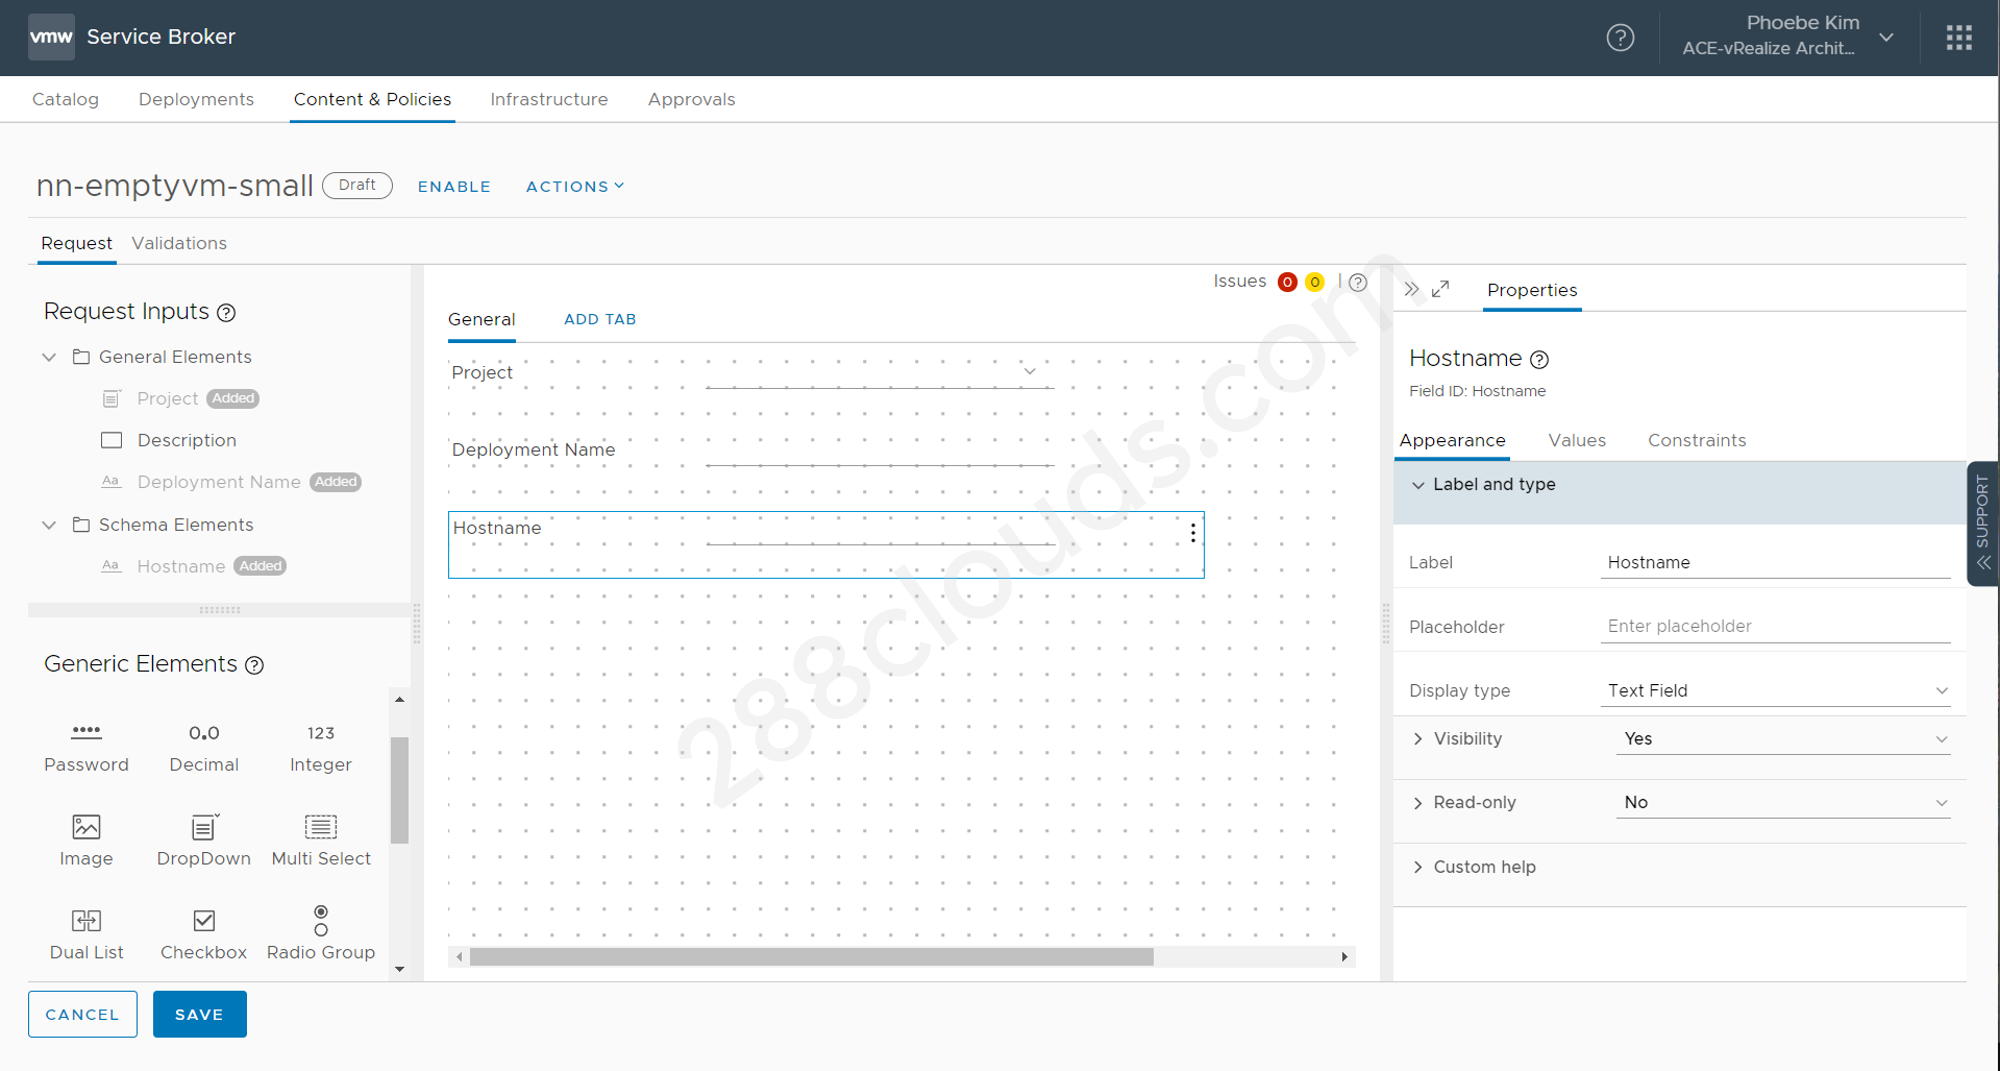 vmw Service Broker
Phoebe Kim
ACE-vRealize Archit...
Catalog Deployments Content & Policies Infrastructure Approvals
nn-emptyvm-small Draft ENABLE ACTIONS
Request Validations
Request Inputs
General Elements
Project Added
Description
Aa Deployment Name Added
Schema Elements
Aa Hostname Added
Generic Elements
0.0 123
Password Decimal Integer
Image DropDown Multi Select
Dual List Checkbox Radio Group
CANCEL SAVE
Issues 0 0
General ADD TAB
Project
Deployment Name
Hostname
288clouds.com
Properties
Hostname
Field ID: Hostname
Appearance Values Constraints
Label and type
Label Hostname
Placeholder Enter placeholder
Display type Text Field
Visibility Yes
Read-only No
Custom help
SUPPORT